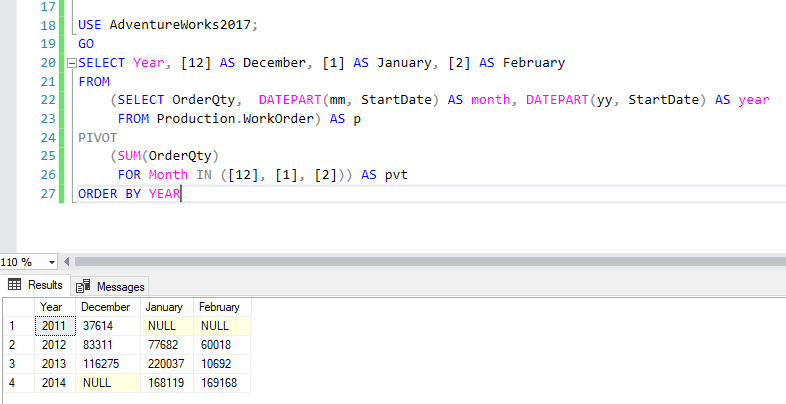 17
18 USE AdventureWorks2017;
19 GO
20 SELECT Year, [12] AS December, [1] AS January, [2] AS February
21 FROM
22 (SELECT OrderQty, DATEPART(mm, StartDate) AS month, DATEPART(yy, StartDate) AS year
23 FROM Production.WorkOrder) AS p
24 PIVOT
25 (SUM(OrderQty)
26 FOR Month IN ([12], [1], [2])) AS pvt
27 ORDER BY YEAR
110 %
Results Messages
Year December January February
1 2011 37614 NULL NULL
2 2012 83311 77682 60018
3 2013 116275 220037 10692
4 2014 NULL 168119 169168